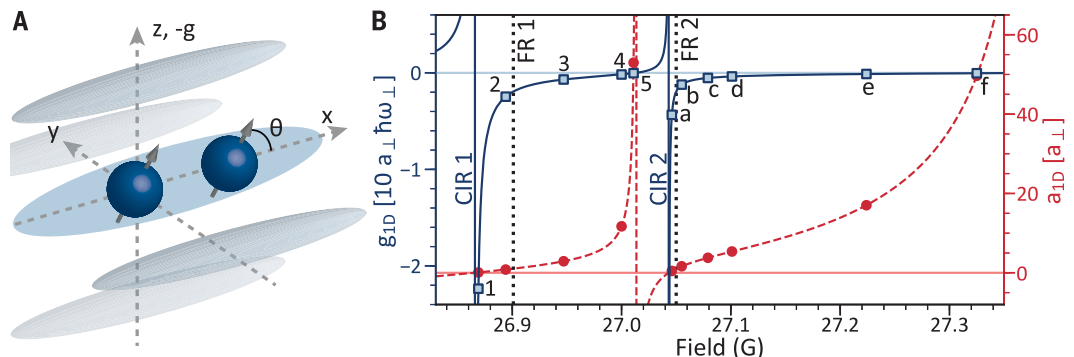 A
z, -g
y
x
θ
B
g1D [10 a⊥ħω⊥]
0
−1
−2
CIR 1
FR 1
CIR 2
FR 2
1
2
3
4
5
a
b
c
d
e
f
60
40
20
0
a1D [a⊥]
26.9
27.0
27.1
27.2
27.3
Field (G)